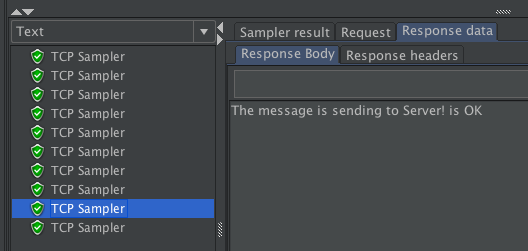 Text
TCP Sampler
TCP Sampler
TCP Sampler
TCP Sampler
TCP Sampler
TCP Sampler
TCP Sampler
TCP Sampler
TCP Sampler
TCP Sampler
Sampler result Request Response data
Response Body Response headers
The message is sending to Server! is OK